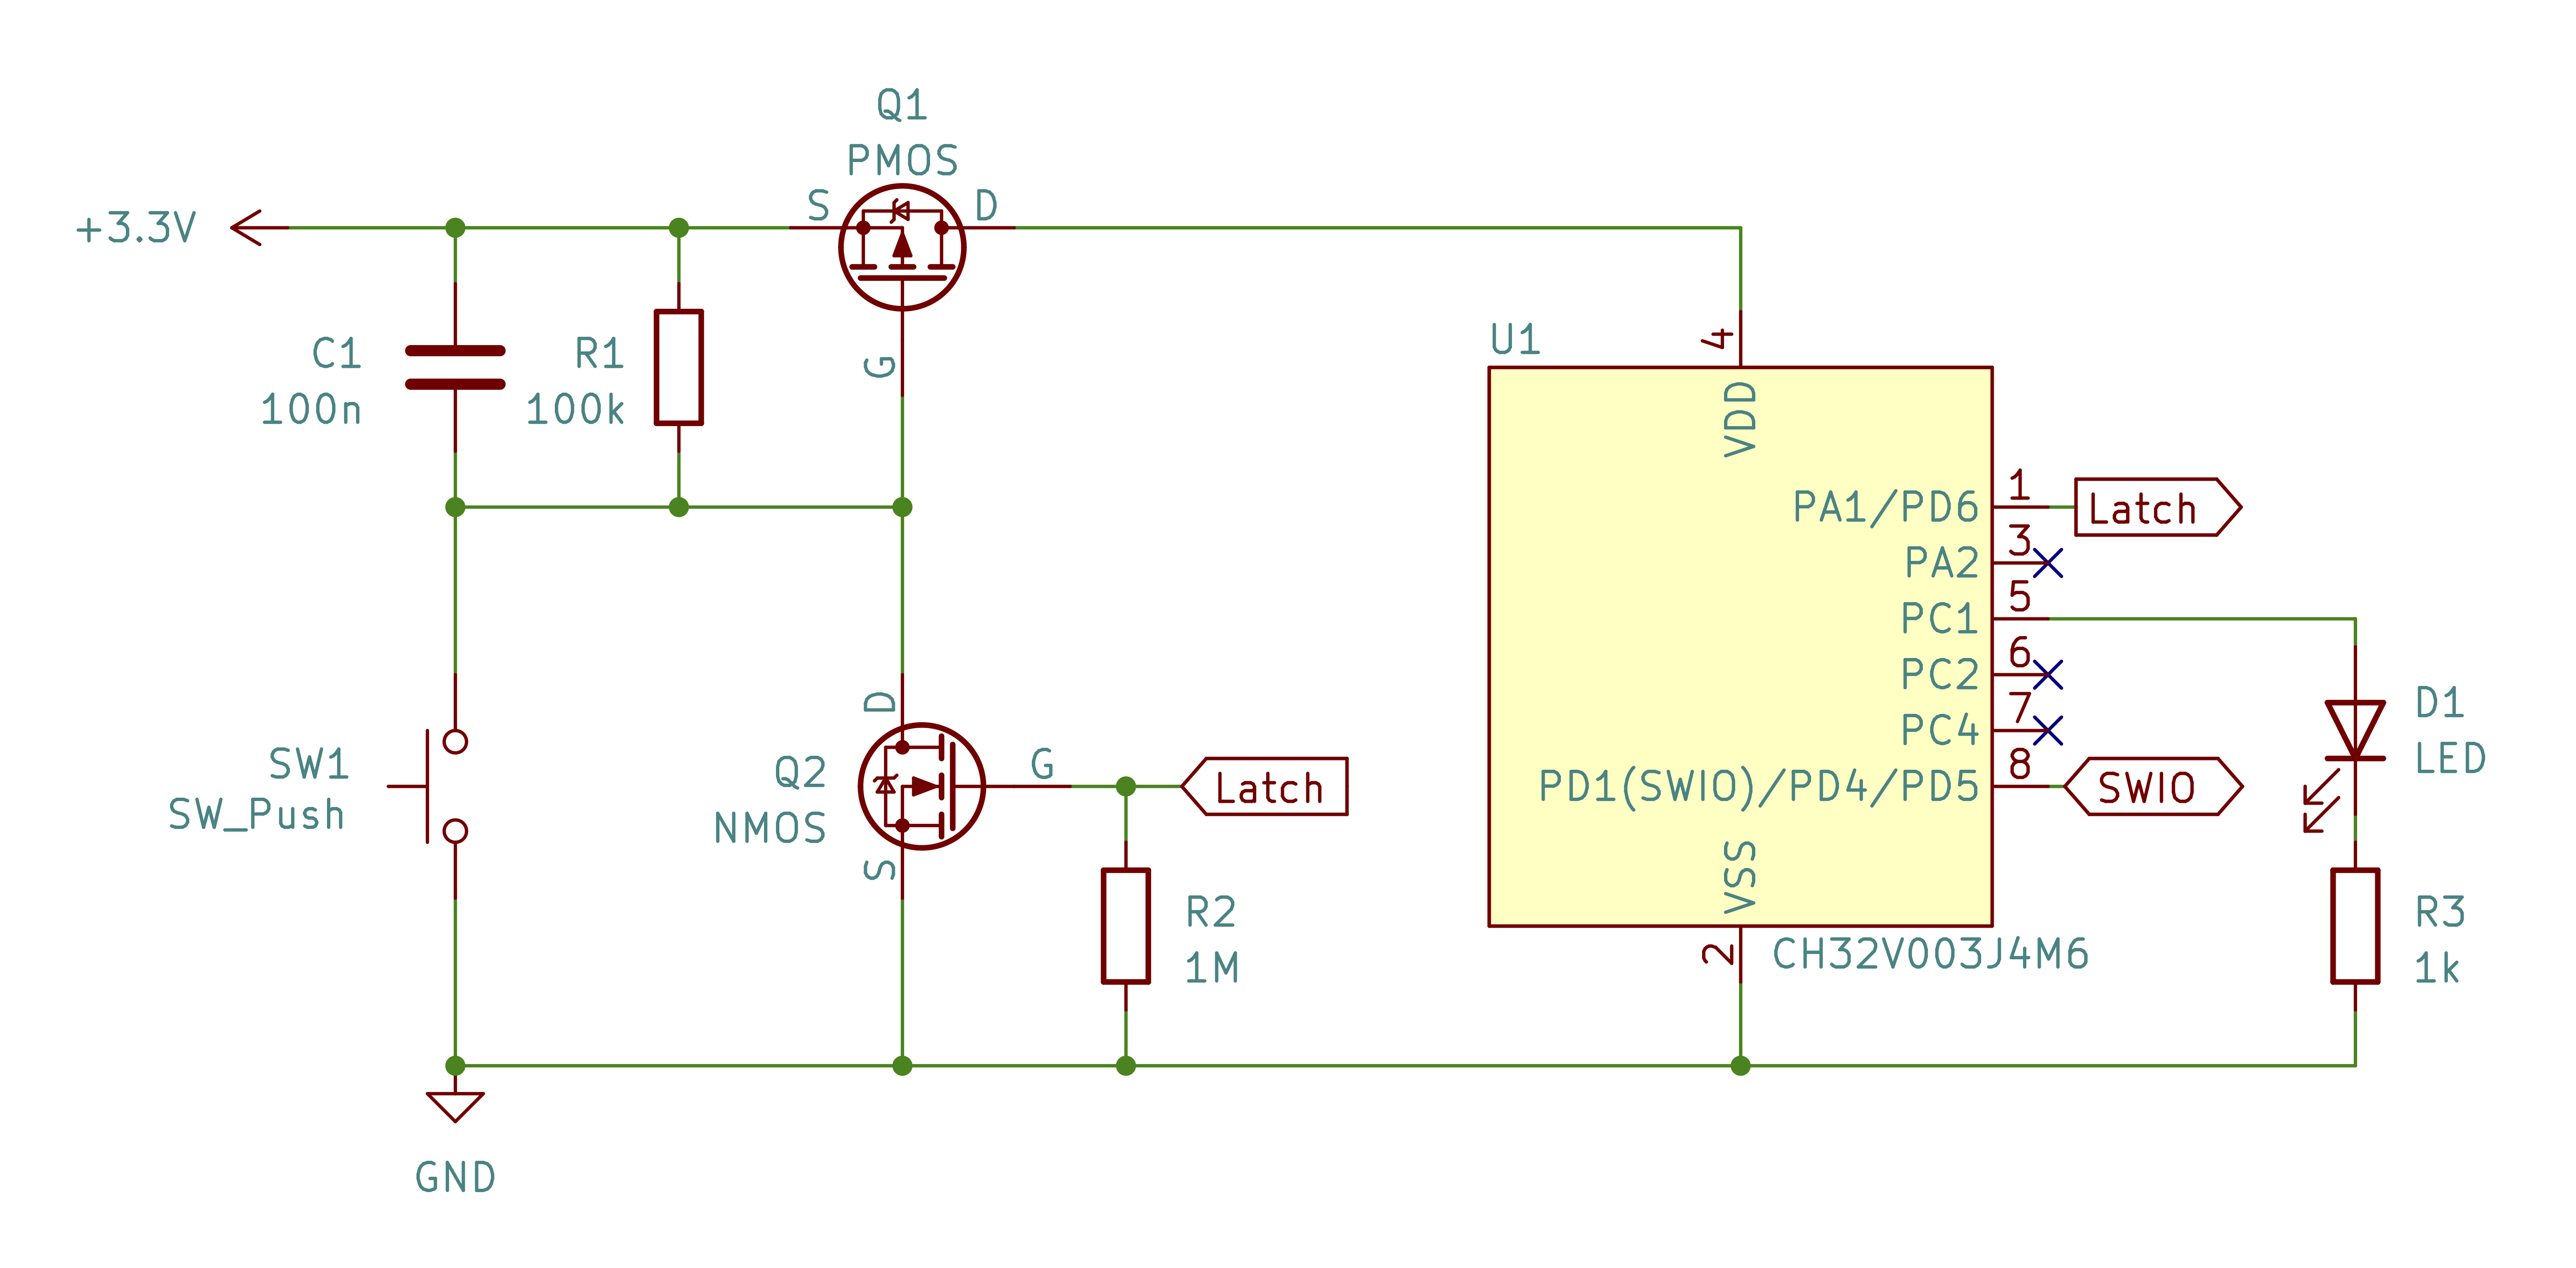 Q1
PMOS
+3.3V
S
D
G
C1
100n
R1
100k
U1
4
VDD
PA1/PD6
1
Latch
PA2
3
PC1
5
PC2
6
PC4
7
PD1(SWIO)/PD4/PD5
8
SWIO
VSS
2
CH32V003J4M6
D1
LED
R3
1k
SW1
SW_Push
D
Q2
NMOS
G
S
Latch
R2
1M
GND